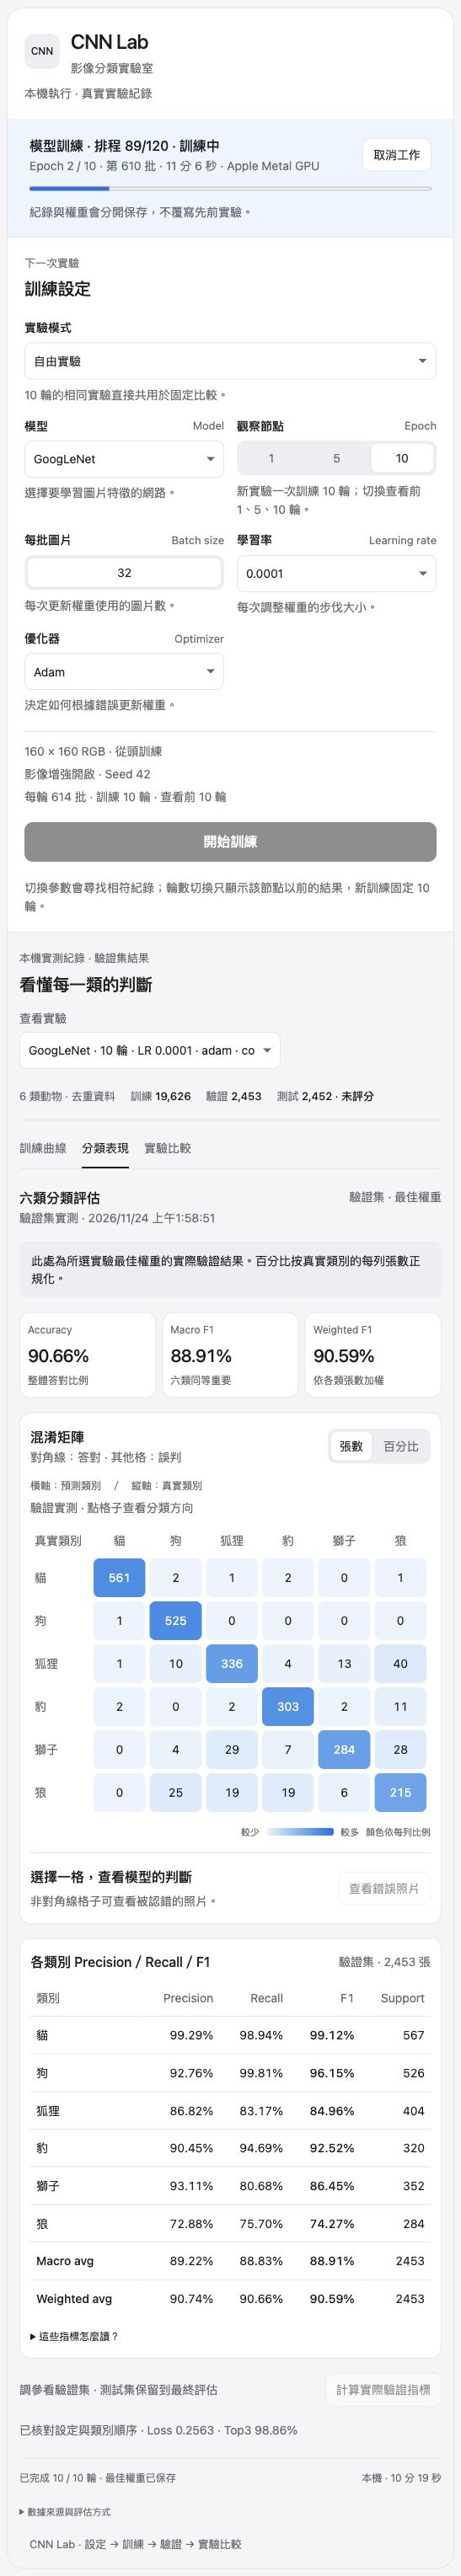 CNN
CNN Lab
影像分類實驗室
本機執行 · 真實實驗紀錄
模型訓練 · 排程 89/120 · 訓練中
Epoch 2 / 10 · 第 610 批 · 11 分 6 秒 · Apple Metal GPU
取消工作
紀錄與權重會分開保存，不覆寫先前實驗。
下一次實驗
訓練設定
實驗模式
自由實驗
10 輪的相同實驗直接共用於固定比較。
模型 Model
GoogLeNet
選擇要學習圖片特徵的網路。
觀察節點 Epoch
1 5 10
新實驗一次訓練 10 輪；切換查看前
1、5、10 輪。
每批圖片 Batch size
32
每次更新權重使用的圖片數。
學習率 Learning rate
0.0001
每次調整權重的步伐大小。
優化器 Optimizer
Adam
決定如何根據錯誤更新權重。
160 × 160 RGB · 從頭訓練
影像增強開啟 · Seed 42
每輪 614 批 · 訓練 10 輪 · 查看前 10 輪
開始訓練
切換參數會尋找相符紀錄；輪數切換只顯示該節點以前的結果，新訓練固定 10
輪。
本機實測紀錄 · 驗證集結果
看懂每一類的判斷
查看實驗
GoogLeNet · 10 輪 · LR 0.0001 · adam · co
6 類動物 · 去重資料 訓練 19,626 驗證 2,453 測試 2,452 · 未評分
訓練曲線 分類表現 實驗比較
六類分類評估 驗證集 · 最佳權重
驗證集實測 · 2026/11/24 上午1:58:51
此處為所選實驗最佳權重的實際驗證結果。百分比按真實類別的每列張數正
規化。
Accuracy
90.66%
整體答對比例
Macro F1
88.91%
六類同等重要
Weighted F1
90.59%
依各類張數加權
混淆矩陣
對角線：答對 · 其他格：誤判
張數 百分比
橫軸：預測類別 / 縱軸：真實類別
驗證實測 · 點格子查看分類方向
真實類別 貓 狗 狐狸 豹 獅子 狼
貓 561 2 1 2 0 1
狗 1 525 0 0 0 0
狐狸 1 10 336 4 13 40
豹 2 0 2 303 2 11
獅子 0 4 29 7 284 28
狼 0 25 19 19 6 215
較少 較多 顏色依每列比例
選擇一格，查看模型的判斷
非對角線格子可查看被認錯的照片。
查看錯誤照片
各類別 Precision / Recall / F1 驗證集 · 2,453 張
類別 Precision Recall F1 Support
貓 99.29% 98.94% 99.12% 567
狗 92.76% 99.81% 96.15% 526
狐狸 86.82% 83.17% 84.96% 404
豹 90.45% 94.69% 92.52% 320
獅子 93.11% 80.68% 86.45% 352
狼 72.88% 75.70% 74.27% 284
Macro avg 89.22% 88.83% 88.91% 2453
Weighted avg 90.74% 90.66% 90.59% 2453
▸ 這些指標怎麼讀？
調參看驗證集 · 測試集保留到最終評估
計算實際驗證指標
已核對設定與類別順序 · Loss 0.2563 · Top3 98.86%
已完成 10 / 10 輪 · 最佳權重已保存 本機 · 10 分 19 秒
▸ 數據來源與評估方式
CNN Lab · 設定 → 訓練 → 驗證 → 實驗比較